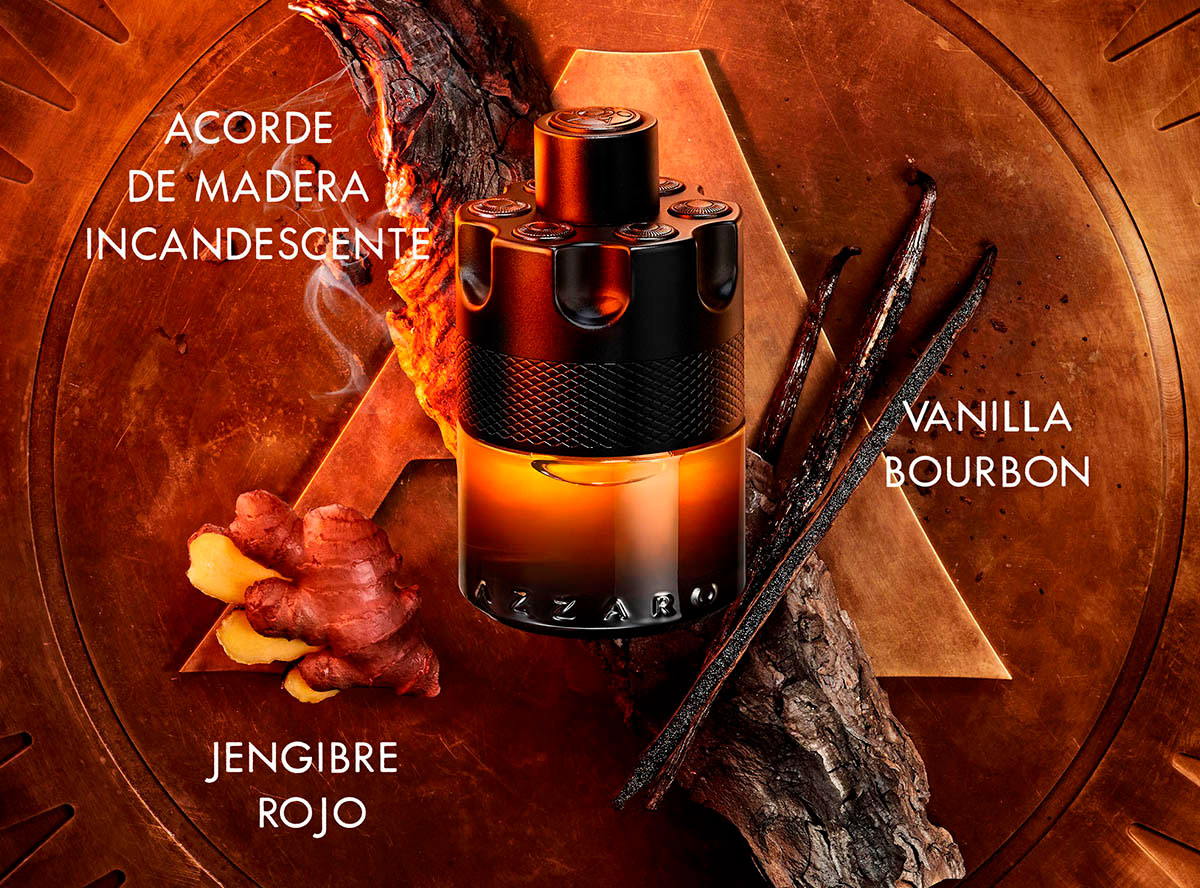 ACORDE
DE MADERA
INCANDESCENTE
VANILLA
BOURBON
AZZARO
JENGIBRE
ROJO